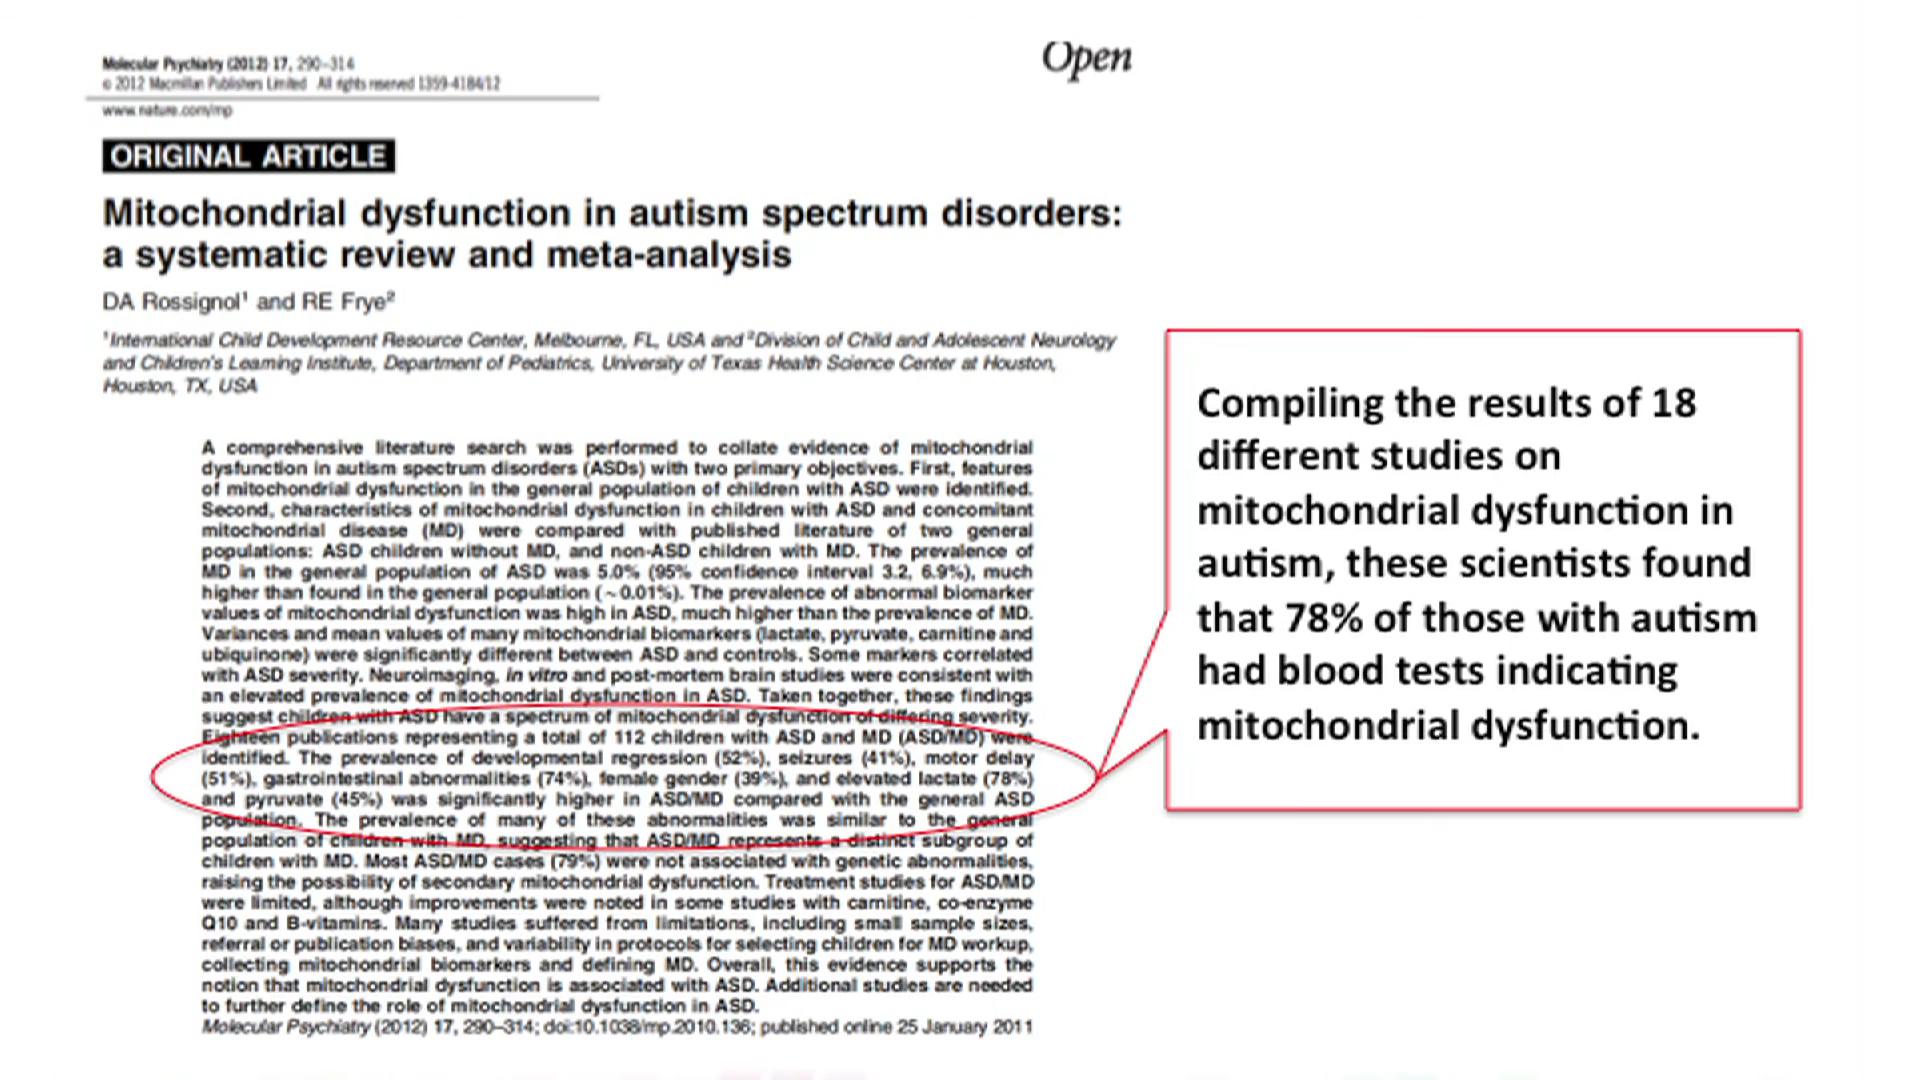 Molecular Psychiatry (2012) 17, 290–314
© 2012 Macmillan Publishers Limited All rights reserved 1359-4184/12
www.nature.com/mp
Open
ORIGINAL ARTICLE
Mitochondrial dysfunction in autism spectrum disorders:
a systematic review and meta-analysis
DA Rossignol¹ and RE Frye²
¹International Child Development Resource Center, Melbourne, FL, USA and ²Division of Child and Adolescent Neurology
and Children's Learning Institute, Department of Pediatrics, University of Texas Health Science Center at Houston,
Houston, TX, USA
A comprehensive literature search was performed to collate evidence of mitochondrial
dysfunction in autism spectrum disorders (ASDs) with two primary objectives. First, features
of mitochondrial dysfunction in the general population of children with ASD were identified.
Second, characteristics of mitochondrial dysfunction in children with ASD and concomitant
mitochondrial disease (MD) were compared with published literature of two general
populations: ASD children without MD, and non-ASD children with MD. The prevalence of
MD in the general population of ASD was 5.0% (95% confidence interval 3.2, 6.9%), much
higher than found in the general population (~0.01%). The prevalence of abnormal biomarker
values of mitochondrial dysfunction was high in ASD, much higher than the prevalence of MD.
Variances and mean values of many mitochondrial biomarkers (lactate, pyruvate, carnitine and
ubiquinone) were significantly different between ASD and controls. Some markers correlated
with ASD severity. Neuroimaging, in vitro and post-mortem brain studies were consistent with
an elevated prevalence of mitochondrial dysfunction in ASD. Taken together, these findings
suggest children with ASD have a spectrum of mitochondrial dysfunction of differing severity.
Eighteen publications representing a total of 112 children with ASD and MD (ASD/MD) were
identified. The prevalence of developmental regression (52%), seizures (41%), motor delay
(51%), gastrointestinal abnormalities (74%), female gender (39%), and elevated lactate (78%)
and pyruvate (45%) was significantly higher in ASD/MD compared with the general ASD
population. The prevalence of many of these abnormalities was similar to the general
population of children with MD, suggesting that ASD/MD represents a distinct subgroup of
children with MD. Most ASD/MD cases (79%) were not associated with genetic abnormalities,
raising the possibility of secondary mitochondrial dysfunction. Treatment studies for ASD/MD
were limited, although improvements were noted in some studies with carnitine, co-enzyme
Q10 and B-vitamins. Many studies suffered from limitations, including small sample sizes,
referral or publication biases, and variability in protocols for selecting children for MD workup,
collecting mitochondrial biomarkers and defining MD. Overall, this evidence supports the
notion that mitochondrial dysfunction is associated with ASD. Additional studies are needed
to further define the role of mitochondrial dysfunction in ASD.
Molecular Psychiatry (2012) 17, 290–314; doi:10.1038/mp.2010.136; published online 25 January 2011
Compiling the results of 18
different studies on
mitochondrial dysfunction in
autism, these scientists found
that 78% of those with autism
had blood tests indicating
mitochondrial dysfunction.